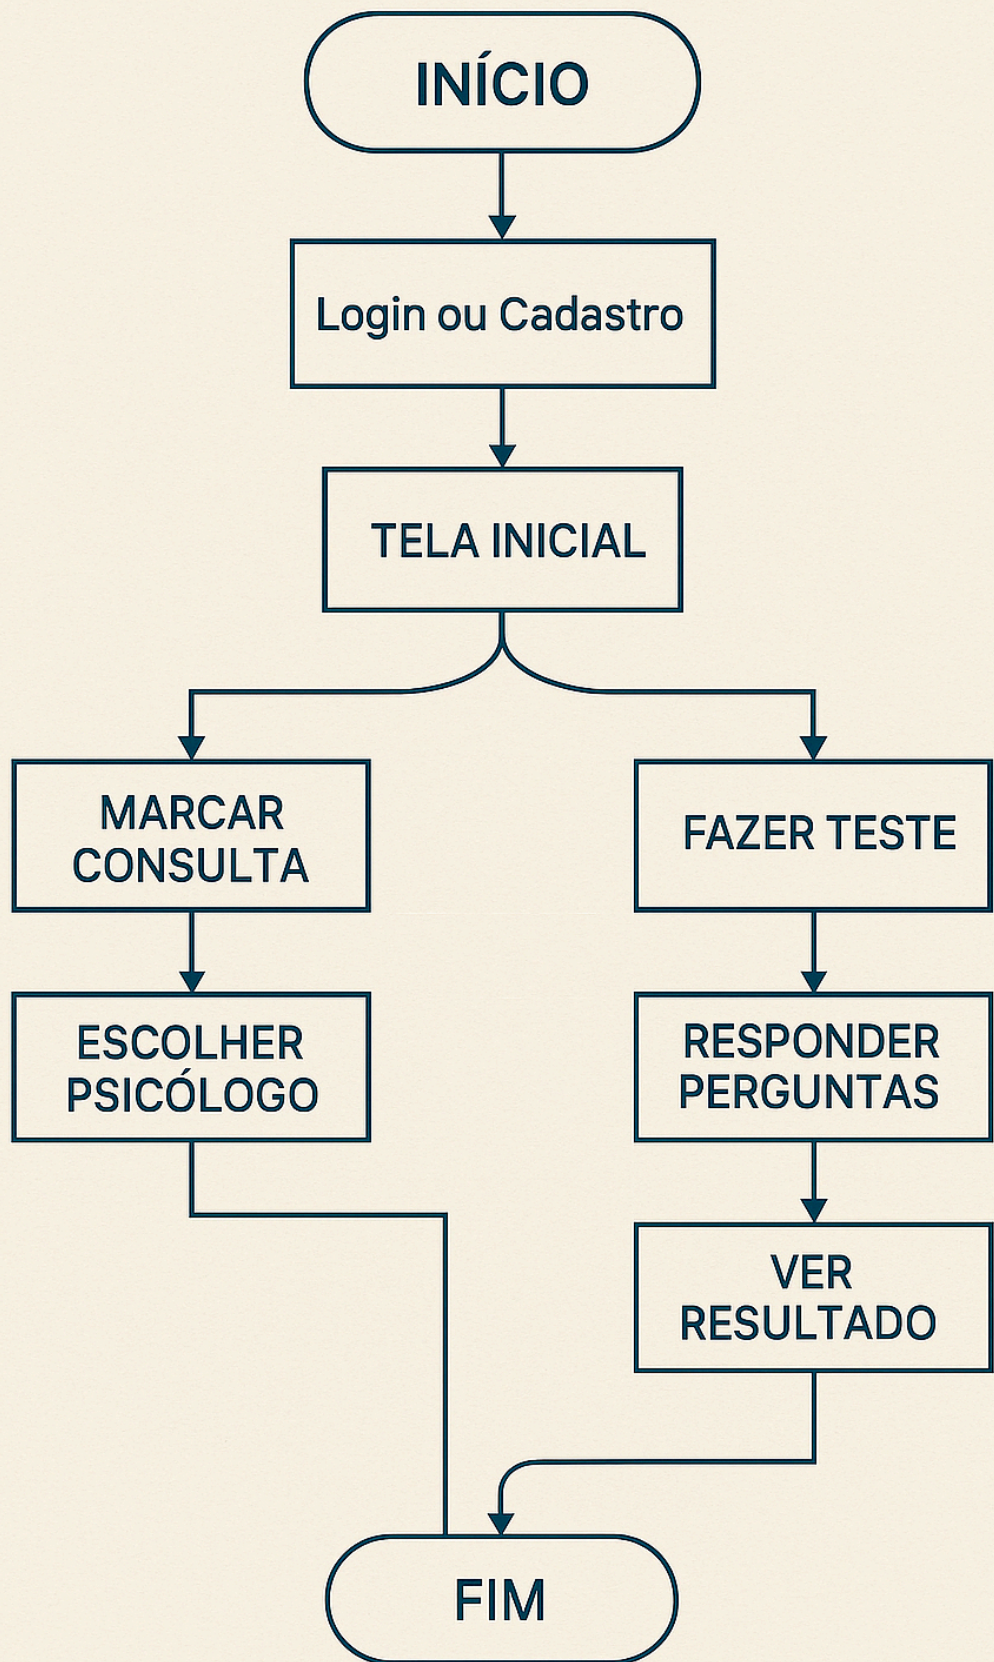 INÍCIO
Login ou Cadastro
TELA INICIAL
MARCAR
CONSULTA
ESCOLHER
PSICÓLOGO
FAZER TESTE
RESPONDER
PERGUNTAS
VER
RESULTADO
FIM